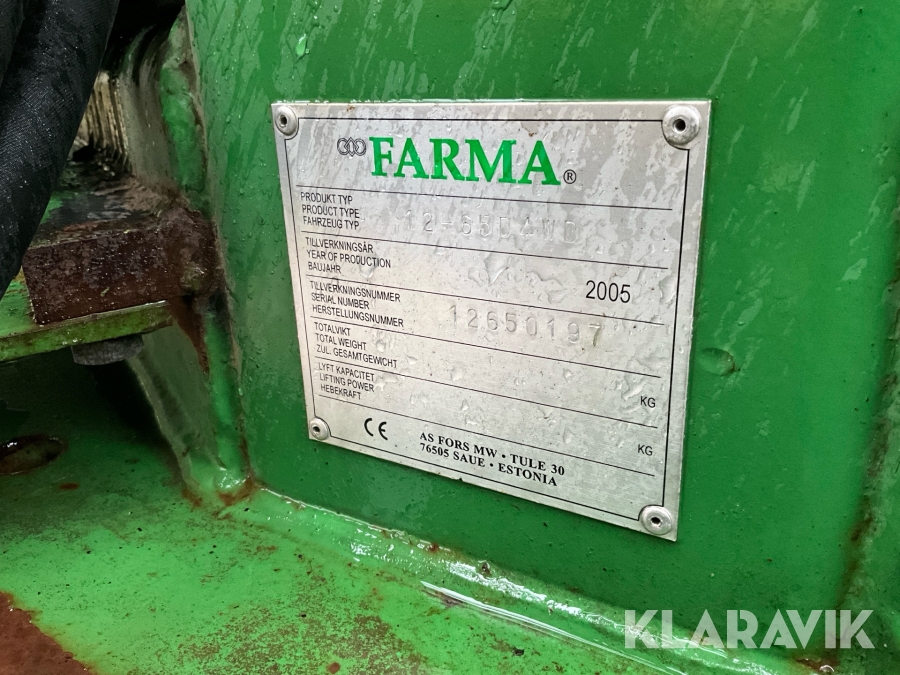 FARMA®
PRODUKT TYP
PRODUCT TYPE
FAHRZEUG TYP
12-6504WD
TILLVERKNINGSÅR
YEAR OF PRODUCTION
BAUJAHR
2005
TILLVERKNINGSNUMMER
SERIAL NUMBER
HERSTELLUNGSNUMMER
12650197
TOTALVIKT
TOTAL WEIGHT
ZUL. GESAMTGEWICHT
KG
LYFT KAPACITET
LIFTING POWER
HEBEKRAFT
KG
CE
AS FORS MW · TULE 30
76505 SAUE · ESTONIA
KLARAVIK